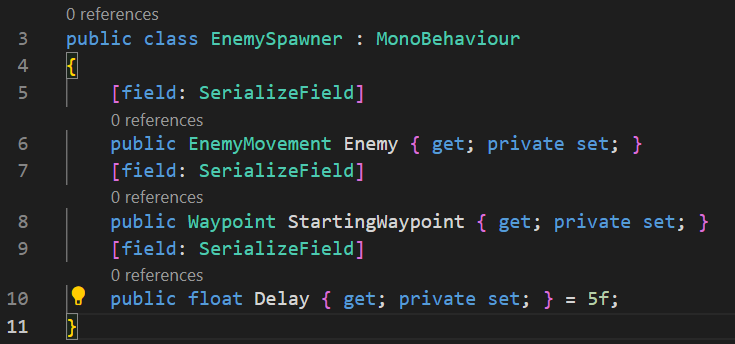 0 references
3 public class EnemySpawner : MonoBehaviour
4 {
5 [field: SerializeField]
0 references
6 public EnemyMovement Enemy { get; private set; }
7 [field: SerializeField]
0 references
8 public Waypoint StartingWaypoint { get; private set; }
9 [field: SerializeField]
0 references
10 public float Delay { get; private set; } = 5f;
11 }